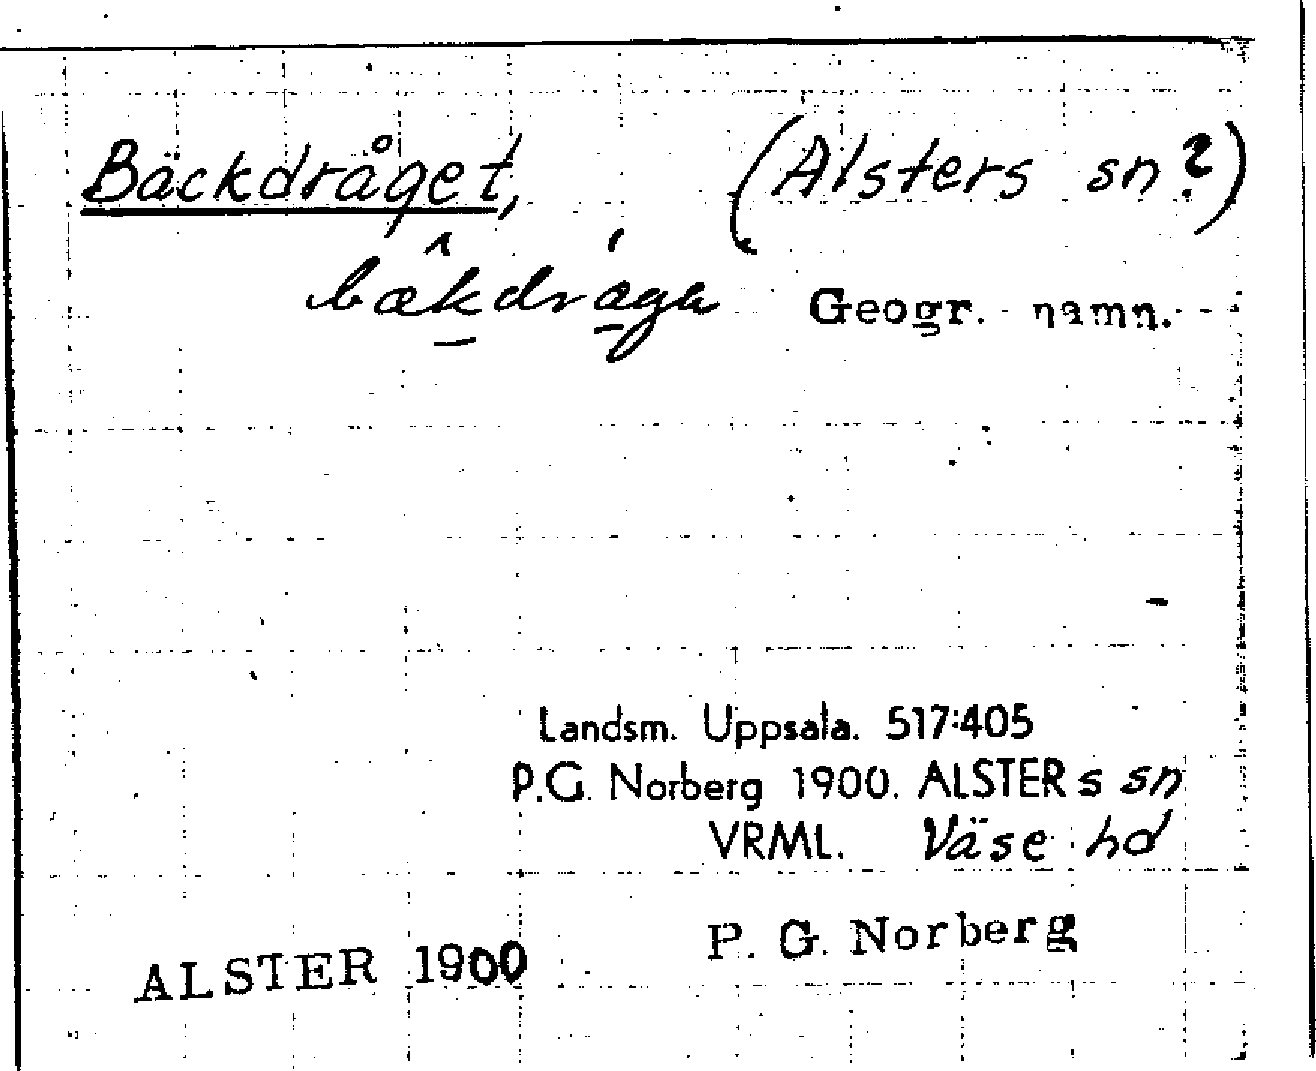 Bäckdråget, (Alsters sn?)
Geogr. namn.
Landsm. Uppsala. 517:405
P.G. Norberg 1900. ALSTERs sn
VRML. Väse hd
P. G. Norberg
ALSTER 1900